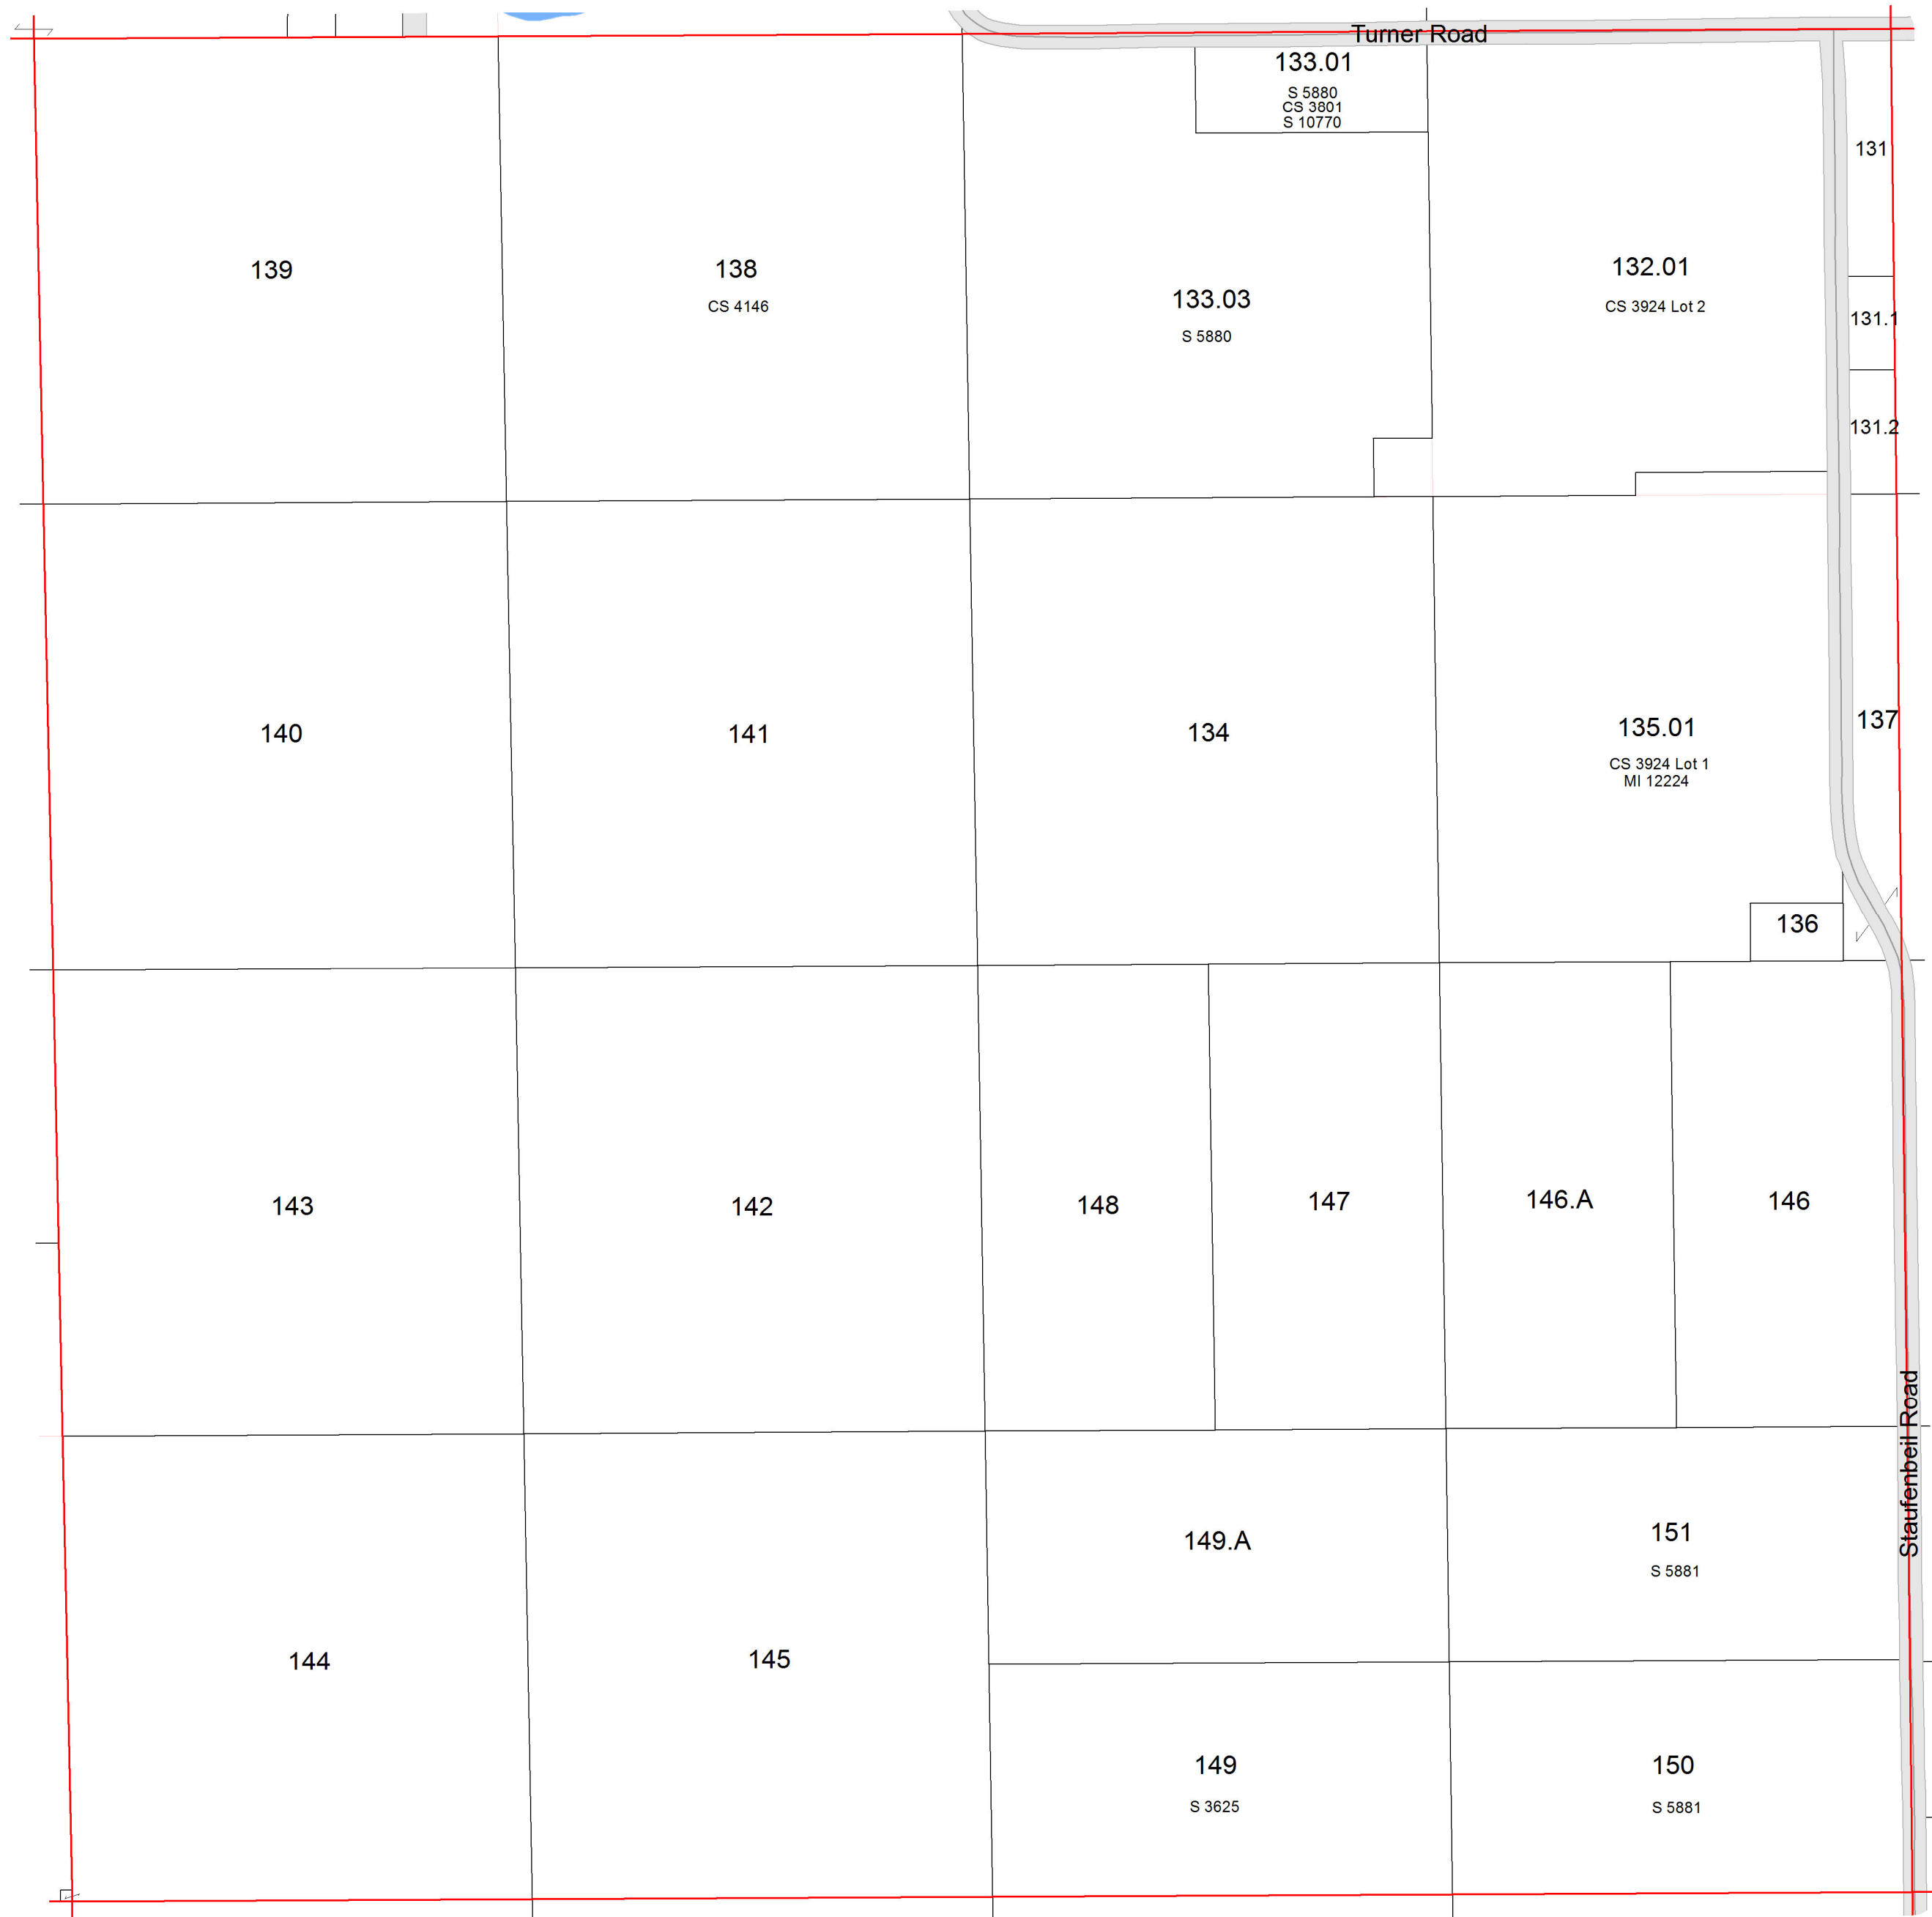 Turner Road
133.01
S 5880
CS 3801
S 10770
131
139
138
CS 4146
133.03
S 5880
132.01
CS 3924 Lot 2
131.1
131.2
140
141
134
135.01
CS 3924 Lot 1
MI 12224
137
136
143
142
148
147
146.A
146
Staufenbeil Road
149.A
151
S 5881
144
145
149
S 3625
150
S 5881